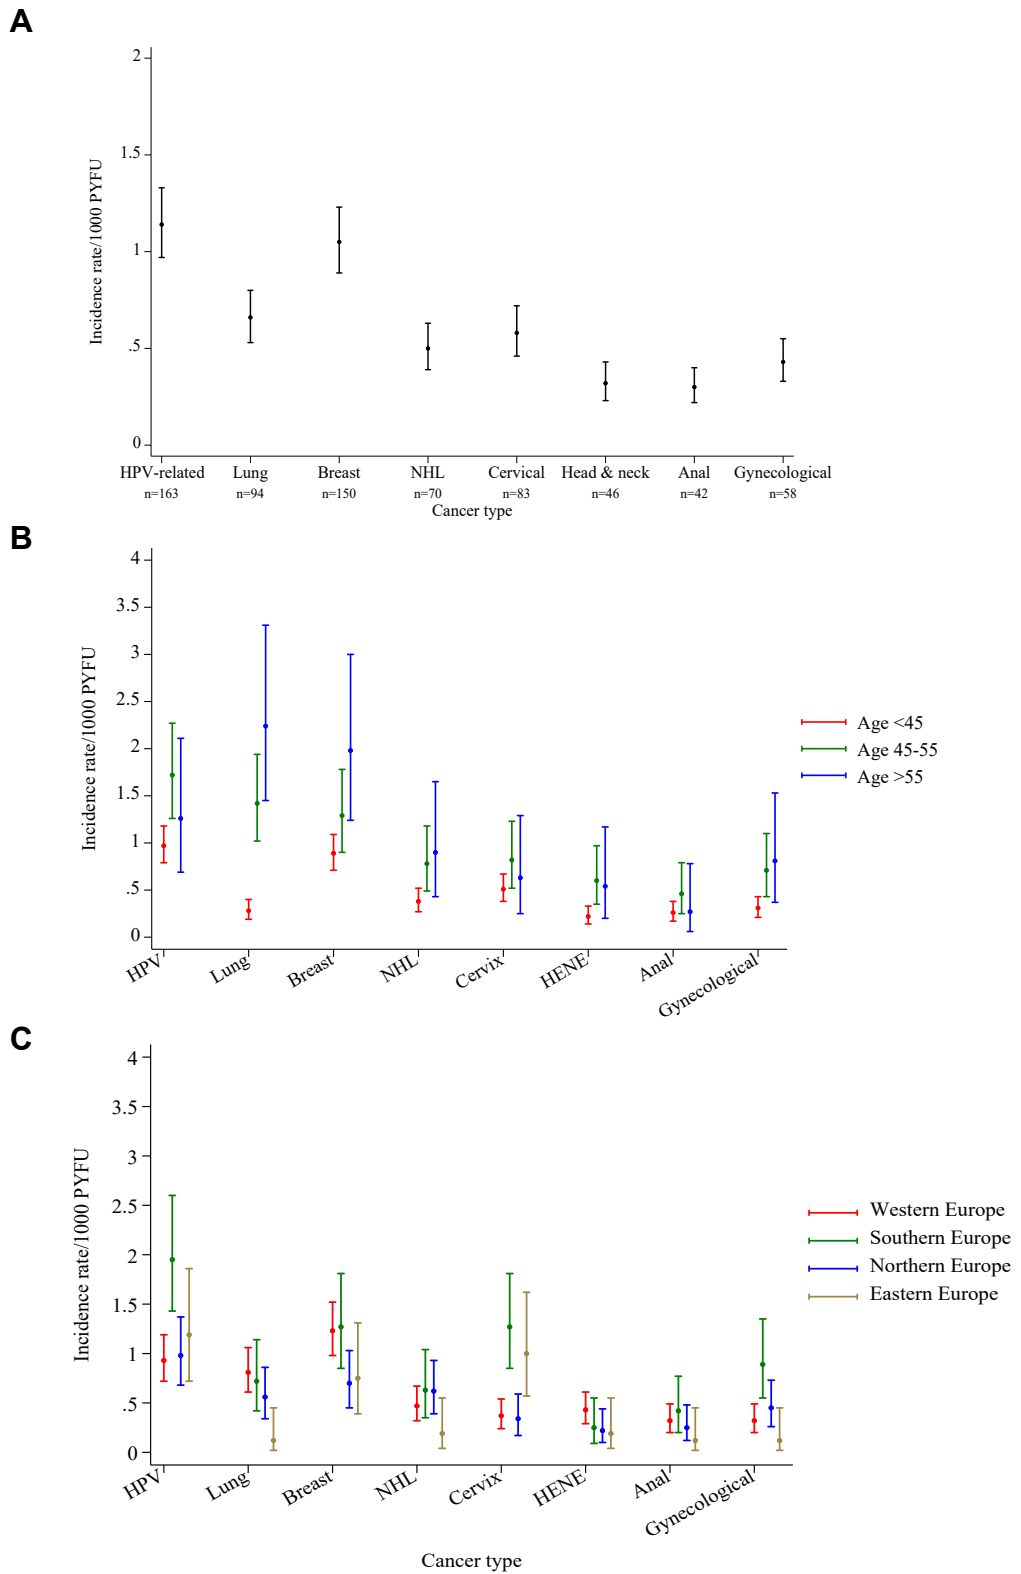 A
Incidence rate/1000 PYFU
2
1.5
1
.5
0
HPV-related Lung Breast NHL Cervical Head & neck Anal Gynecological
n=163 n=94 n=150 n=70 n=83 n=46 n=42 n=58
Cancer type
B
Incidence rate/1000 PYFU
4
3.5
3
2.5
2
1.5
1
.5
0
HPV Lung Breast NHL Cervix HENE Anal Gynecological
Age <45
Age 45-55
Age >55
C
Incidence rate/1000 PYFU
4
3.5
3
2.5
2
1.5
1
.5
0
HPV Lung Breast NHL Cervix HENE Anal Gynecological
Cancer type
Western Europe
Southern Europe
Northern Europe
Eastern Europe